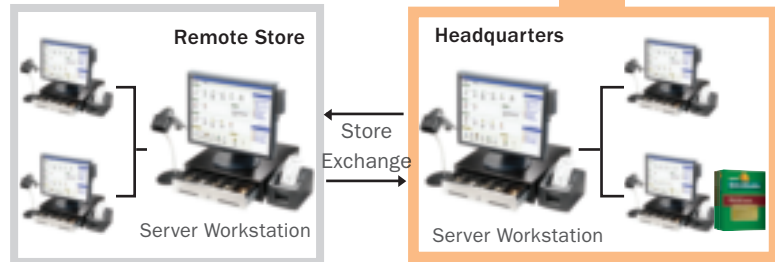 Remote Store
Server Workstation
Store
Exchange
Headquarters
Server Workstation